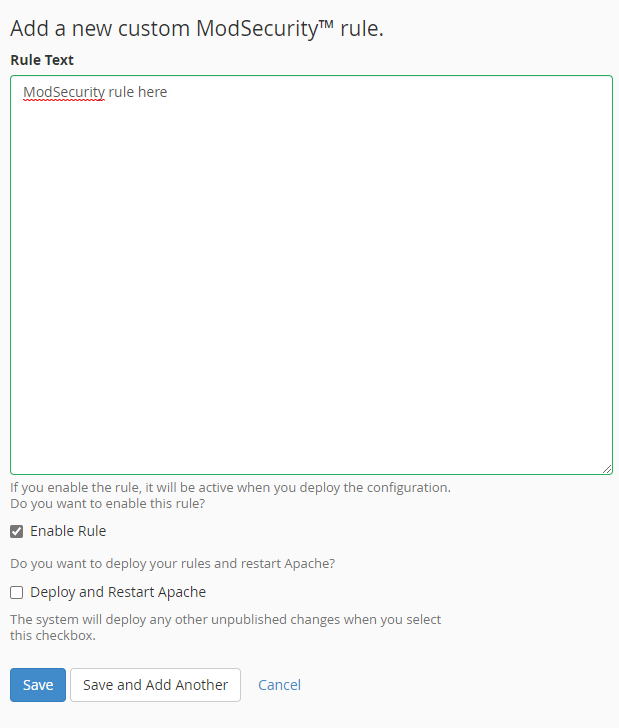 Add a new custom ModSecurity™ rule.
Rule Text
ModSecurity rule here
If you enable the rule, it will be active when you deploy the configuration.
Do you want to enable this rule?
Enable Rule
Do you want to deploy your rules and restart Apache?
Deploy and Restart Apache
The system will deploy any other unpublished changes when you select
this checkbox.
Save Save and Add Another Cancel